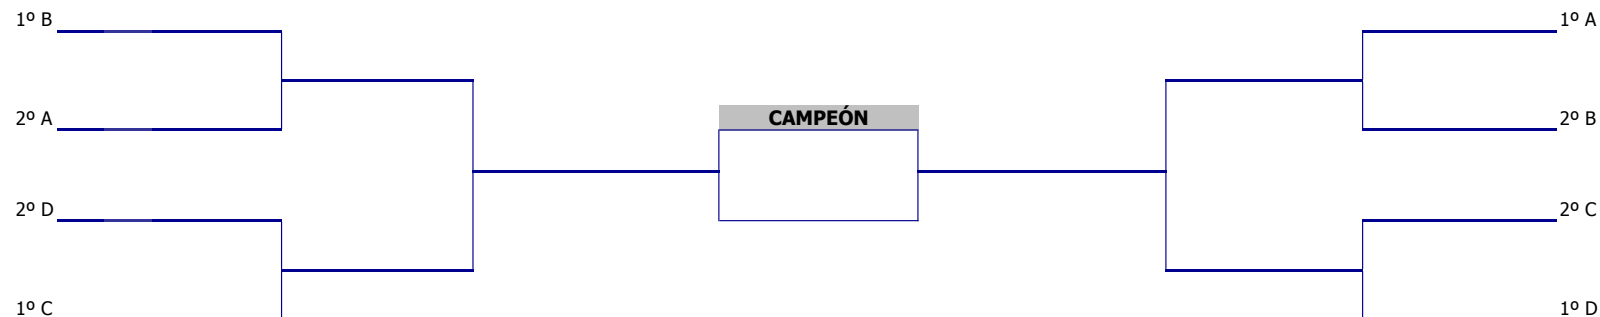 1º B
1º A
CAMPEÓN
2º A
2º B
2º D
2º C
1º C
1º D